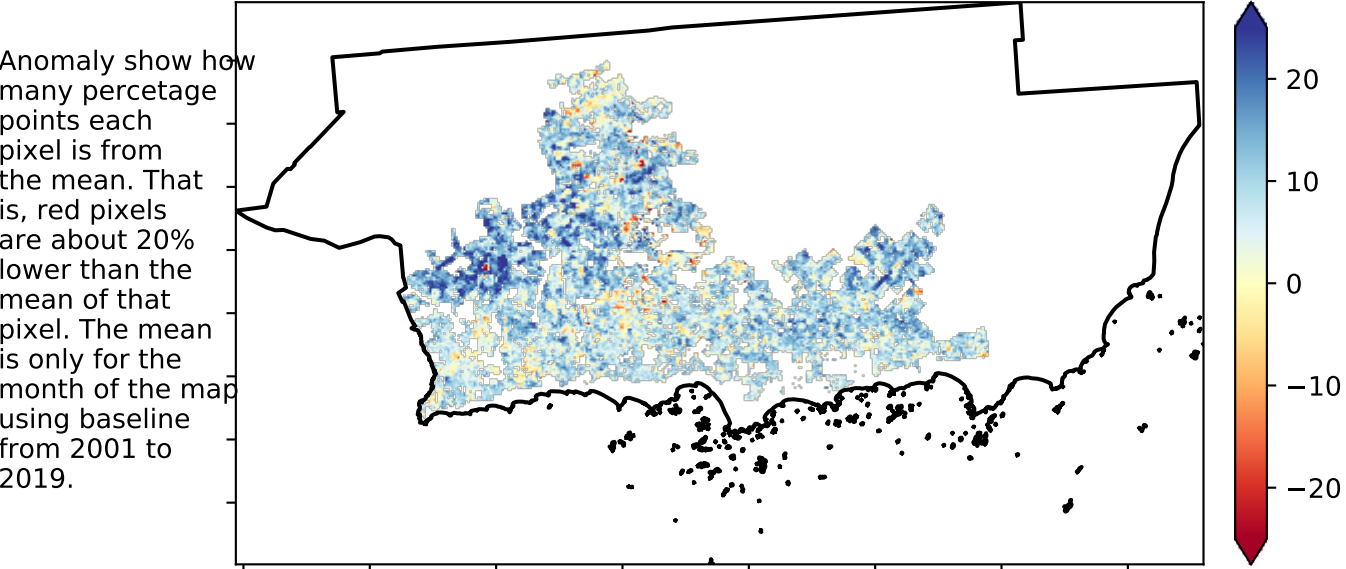 Anomaly show how
many percetage
points each
pixel is from
the mean. That
is, red pixels
are about 20%
lower than the
mean of that
pixel. The mean
is only for the
month of the map
using baseline
from 2001 to
2019.
20
10
0
−10
−20